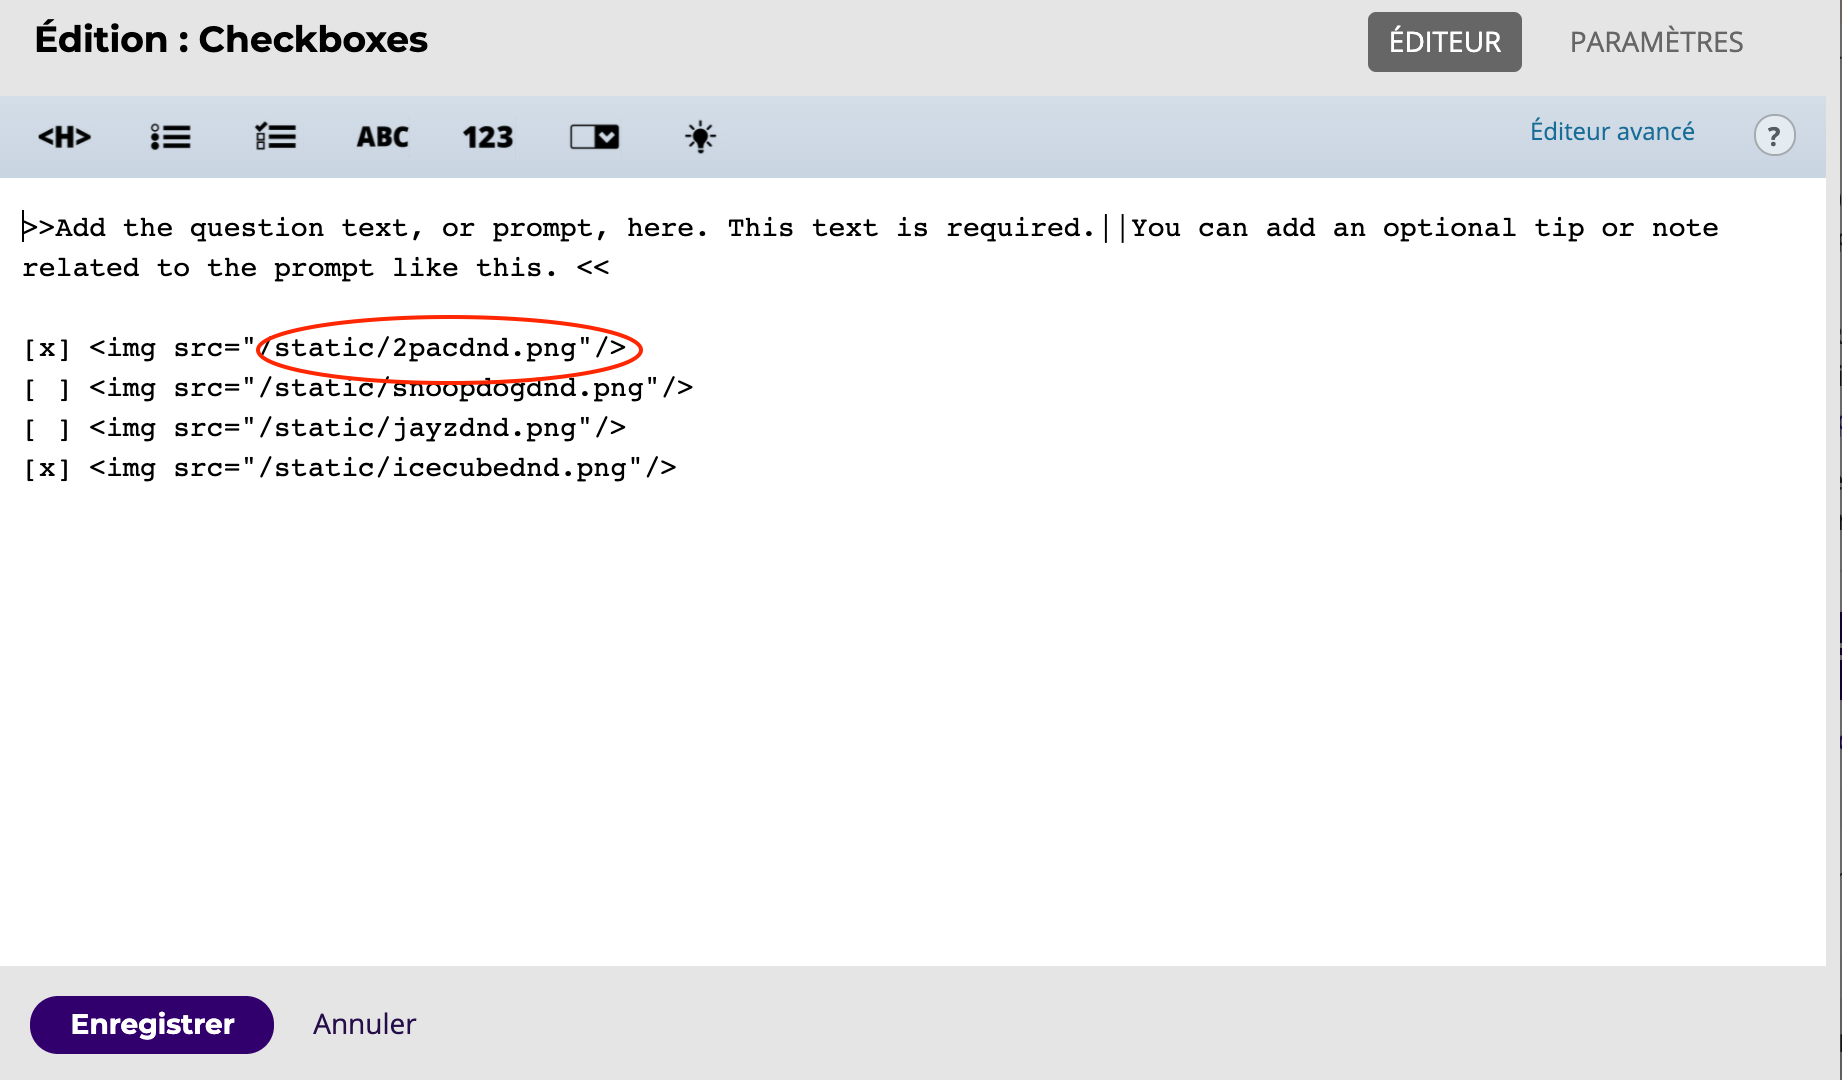 Édition : Checkboxes
ÉDITEUR
PARAMÈTRES
<H>
ABC
123
Éditeur avancé
?
>>Add the question text, or prompt, here. This text is required.||You can add an optional tip or note
related to the prompt like this. <<
[x] <img src="/static/2pacdnd.png"/>
[ ] <img src="/static/snoopdogdnd.png"/>
[ ] <img src="/static/jayzdnd.png"/>
[x] <img src="/static/icecubednd.png"/>
Enregistrer
Annuler